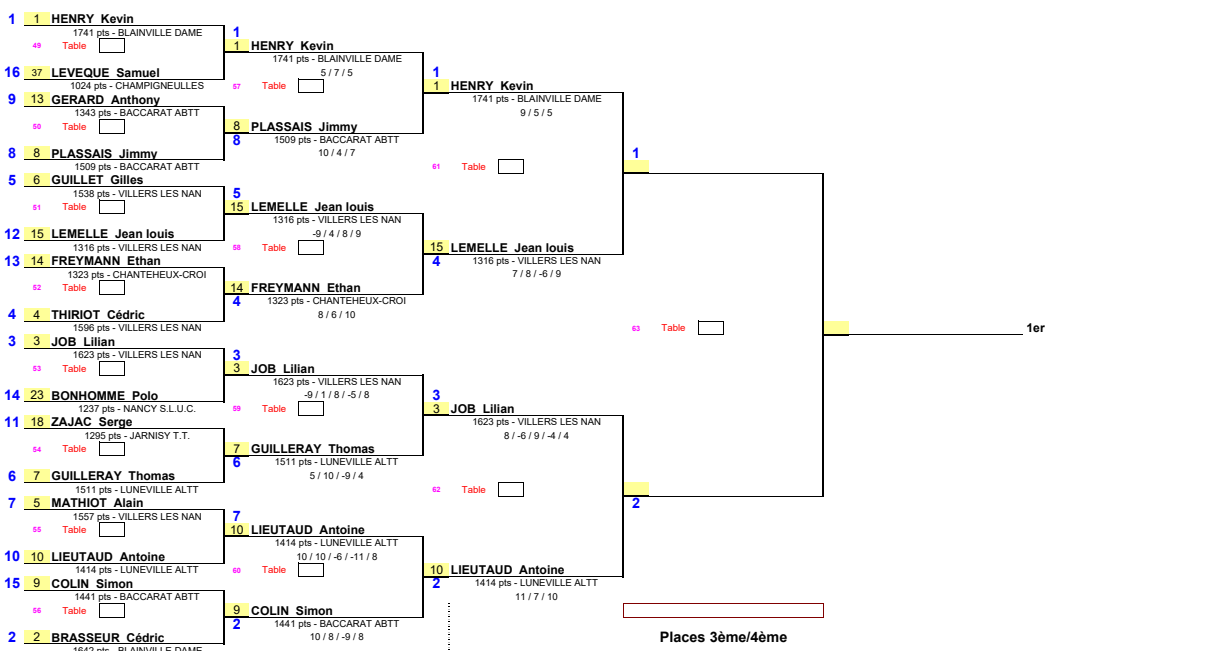 1 1 HENRY Kevin
1741 pts - BLAINVILLE DAME
49 Table
16 37 LEVEQUE Samuel
1024 pts - CHAMPIGNEULLES
9 13 GERARD Anthony
1343 pts - BACCARAT ABTT
50 Table
8 8 PLASSAIS Jimmy
1509 pts - BACCARAT ABTT
5 6 GUILLET Gilles
1538 pts - VILLERS LES NAN
51 Table
12 15 LEMELLE Jean louis
1316 pts - VILLERS LES NAN
13 14 FREYMANN Ethan
1323 pts - CHANTEHEUX-CROI
52 Table
4 4 THIRIOT Cédric
1596 pts - VILLERS LES NAN
3 3 JOB Lilian
1623 pts - VILLERS LES NAN
53 Table
14 23 BONHOMME Polo
1237 pts - NANCY S.L.U.C.
11 18 ZAJAC Serge
1295 pts - JARNISY T.T.
54 Table
6 7 GUILLERAY Thomas
1511 pts - LUNEVILLE ALTT
7 5 MATHIOT Alain
1557 pts - VILLERS LES NAN
55 Table
10 10 LIEUTAUD Antoine
1414 pts - LUNEVILLE ALTT
15 9 COLIN Simon
1441 pts - BACCARAT ABTT
56 Table
2 2 BRASSEUR Cédric
1642 pts - BLAINVILLE DAME
1
1 HENRY Kevin
1741 pts - BLAINVILLE DAME
5 / 7 / 5
57 Table
8 PLASSAIS Jimmy
8
1509 pts - BACCARAT ABTT
10 / 4 / 7
5
15 LEMELLE Jean louis
1316 pts - VILLERS LES NAN
-9 / 4 / 8 / 9
58 Table
14 FREYMANN Ethan
4
1323 pts - CHANTEHEUX-CROI
8 / 6 / 10
3
3 JOB Lilian
1623 pts - VILLERS LES NAN
-9 / 1 / 8 / -5 / 8
59 Table
7 GUILLERAY Thomas
6
1511 pts - LUNEVILLE ALTT
5 / 10 / -9 / 4
7
10 LIEUTAUD Antoine
1414 pts - LUNEVILLE ALTT
10 / 10 / -6 / -11 / 8
60 Table
9 COLIN Simon
2
1441 pts - BACCARAT ABTT
10 / 8 / -9 / 8
1
1 HENRY Kevin
1741 pts - BLAINVILLE DAME
9 / 5 / 5
61 Table
15 LEMELLE Jean louis
4
1316 pts - VILLERS LES NAN
7 / 8 / -6 / 9
3
3 JOB Lilian
1623 pts - VILLERS LES NAN
8 / -6 / 9 / -4 / 4
62 Table
10 LIEUTAUD Antoine
2
1414 pts - LUNEVILLE ALTT
11 / 7 / 10
1
63 Table
2
1er
Places 3ème/4ème